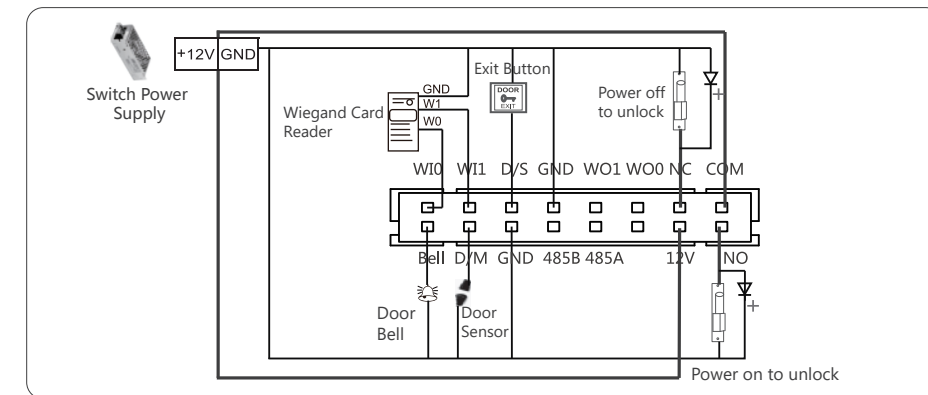 +12V GND
Switch Power
Supply
Wiegand Card
Reader
GND
W1
W0
Exit Button
DOOR
EXIT
Power off
to unlock
+
WI0 WI1 D/S GND WO1 WO0 NC COM
Bell D/M GND 485B 485A 12V NO
Door
Bell
Door
Sensor
+
Power on to unlock